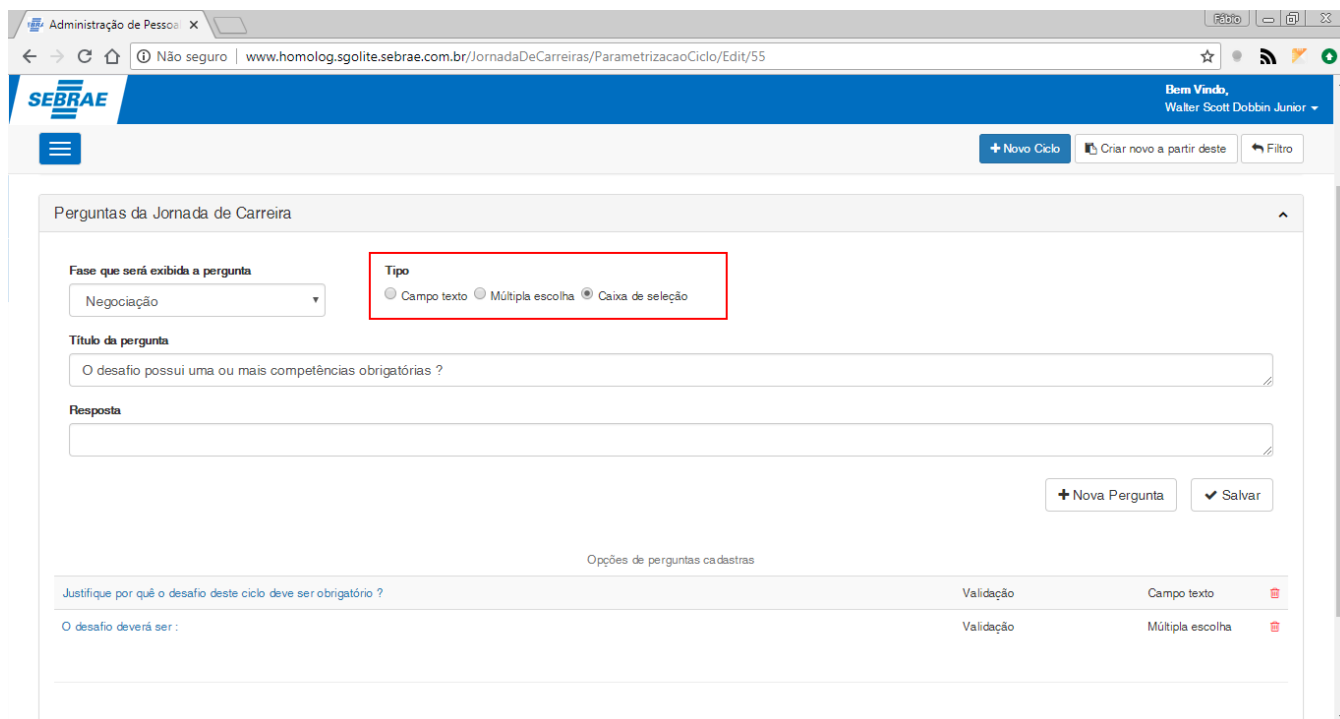 Administração de Pessoa
Fábio
Não seguro | www.homolog.sgolite.sebrae.com.br/JornadaDeCarreiras/ParametrizacaoCiclo/Edit/55
SEBRAE
Bem Vindo,
Walter Scott Dobbin Junior
+ Novo Ciclo Criar novo a partir deste Filtro
Perguntas da Jornada de Carreira
Fase que será exibida a pergunta Tipo
Negociação Campo texto Múltipla escolha Caixa de seleção
Título da pergunta
O desafio possui uma ou mais competências obrigatórias ?
Resposta
+ Nova Pergunta Salvar
Opções de perguntas cadastras
Justifique por quê o desafio deste ciclo deve ser obrigatório ? Validação Campo texto
O desafio deverá ser : Validação Múltipla escolha